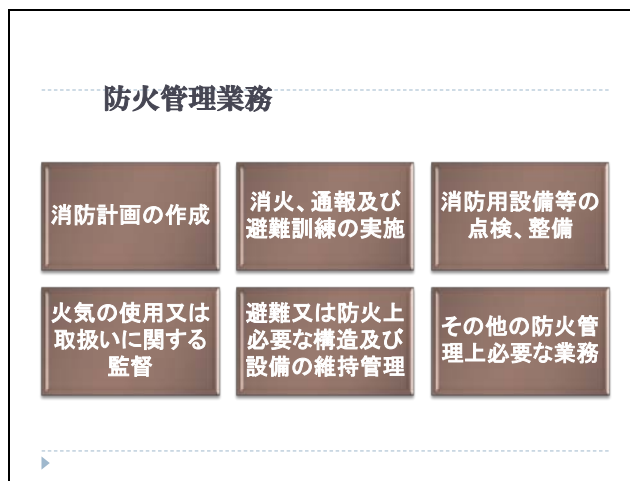 防火管理業務
消防計画の作成
消火、通報及び
避難訓練の実施
消防用設備等の
点検、整備
火気の使用又は
取扱いに関する
監督
避難又は防火上
必要な構造及び
設備の維持管理
その他の防火管
理上必要な業務